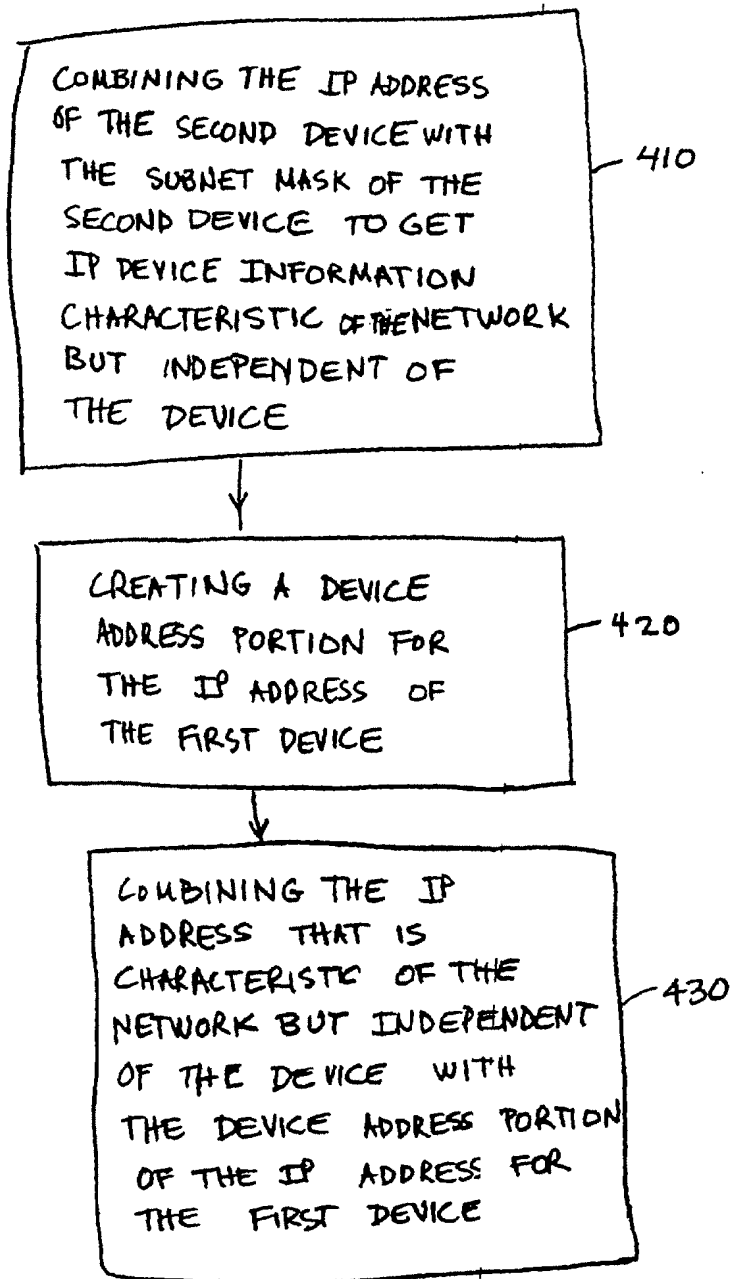 COMBINING THE IP ADDRESS
OF THE SECOND DEVICE WITH
THE SUBNET MASK OF THE
SECOND DEVICE TO GET
IP DEVICE INFORMATION
CHARACTERISTIC OF THE NETWORK
BUT INDEPENDENT OF
THE DEVICE
410
CREATING A DEVICE
ADDRESS PORTION FOR
THE IP ADDRESS OF
THE FIRST DEVICE
420
COMBINING THE IP
ADDRESS THAT IS
CHARACTERISTIC OF THE
NETWORK BUT INDEPENDENT
OF THE DEVICE WITH
THE DEVICE ADDRESS PORTION
OF THE IP ADDRESS FOR
THE FIRST DEVICE
430